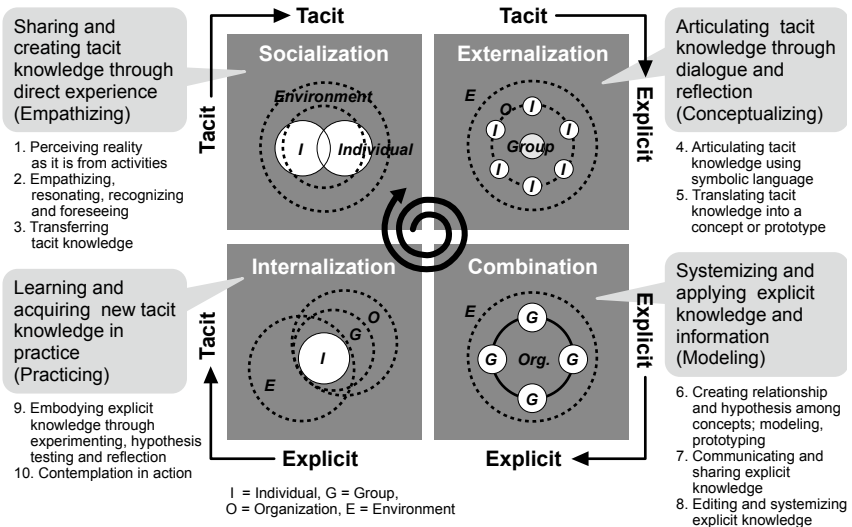 Sharing and
creating tacit
knowledge through
direct experience
(Empathizing)
1. Perceiving reality
as it is from activities
2. Empathizing,
resonating, recognizing
and foreseeing
3. Transferring
tacit knowledge
Tacit
Tacit
Socialization
Environment
I
Individual
Tacit
Explicit
Externalization
E
O
I
I
I
Group
I
I
I
Articulating tacit
knowledge through
dialogue and
reflection
(Conceptualizing)
4. Articulating tacit
knowledge using
symbolic language
5. Translating tacit
knowledge into a
concept or prototype
Learning and
acquiring new tacit
knowledge in
practice
(Practicing)
9. Embodying explicit
knowledge through
experimenting, hypothesis
testing and reflection
10. Contemplation in action
Tacit
Explicit
Internalization
O
G
I
E
Combination
E
G
G
Org.
G
G
Explicit
Explicit
Systemizing and
applying explicit
knowledge and
information
(Modeling)
6. Creating relationship
and hypothesis among
concepts; modeling,
prototyping
7. Communicating and
sharing explicit
knowledge
8. Editing and systemizing
explicit knowledge
I = Individual, G = Group,
O = Organization, E = Environment